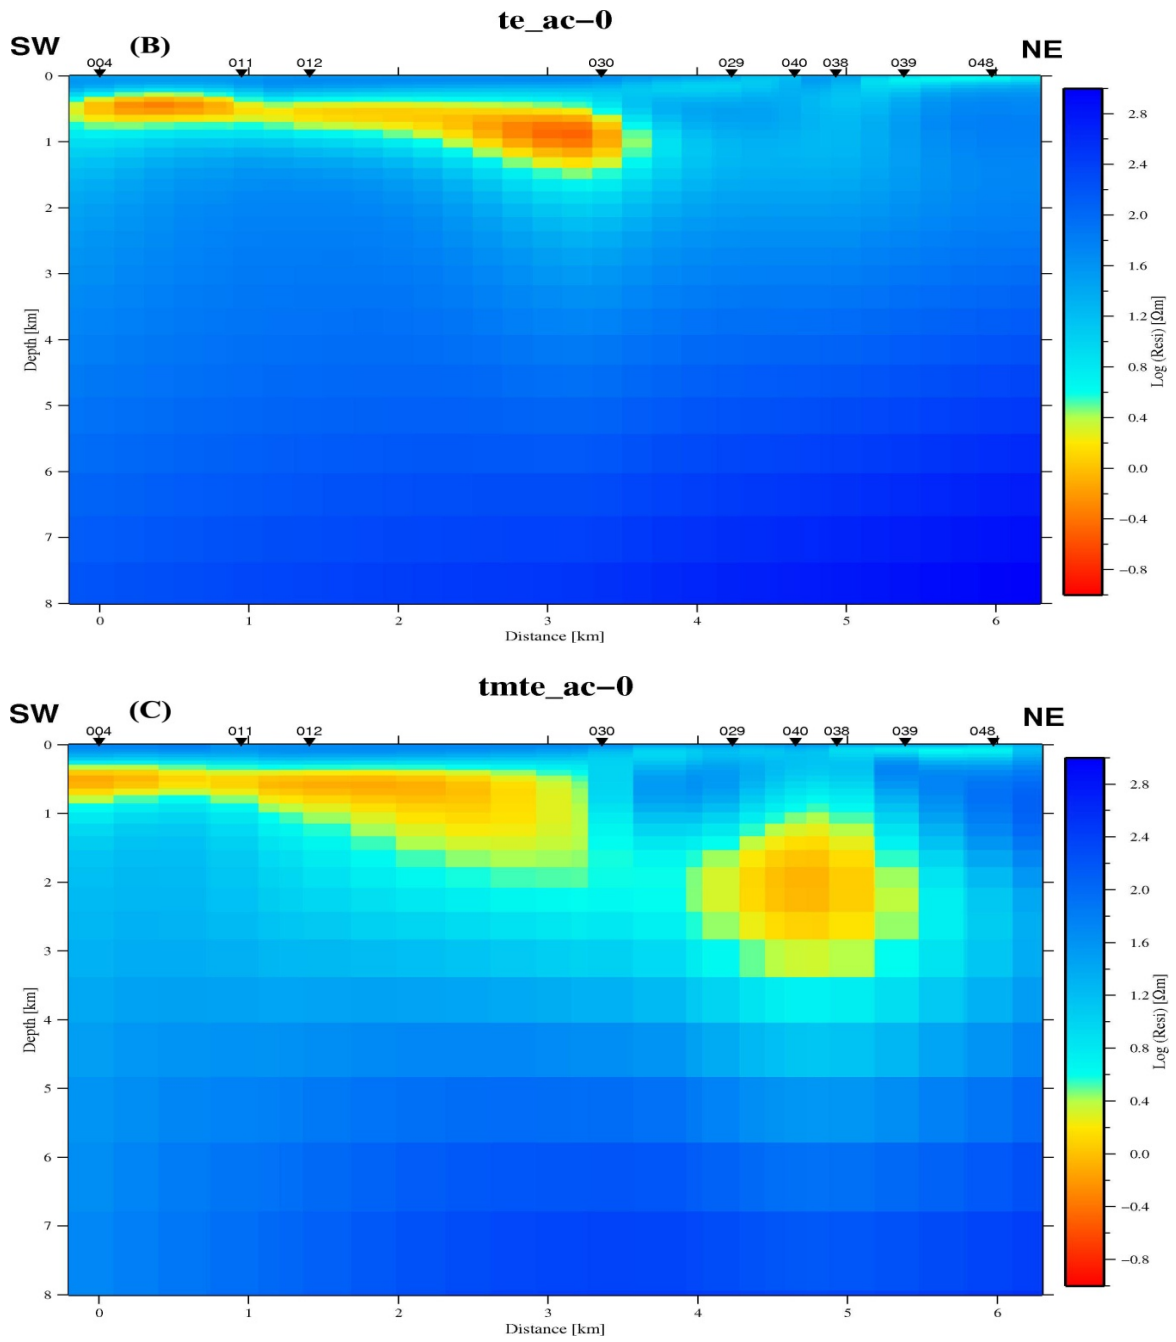 te_ac−0
SW (B) NE
004 011 012 030 029 040 038 039 048
0
1
2
3
4
5
6
7
8
Depth [km]
0 1 2 3 4 5 6
Distance [km]
2.8
2.4
2.0
1.6
1.2
0.8
0.4
0.0
−0.4
−0.8
Log (Resi) [Ωm]
tmte_ac−0
SW (C) NE
004 011 012 030 029 040 038 039 048
0
1
2
3
4
5
6
7
8
Depth [km]
0 1 2 3 4 5 6
Distance [km]
2.8
2.4
2.0
1.6
1.2
0.8
0.4
0.0
−0.4
−0.8
Log (Resi) [Ωm]